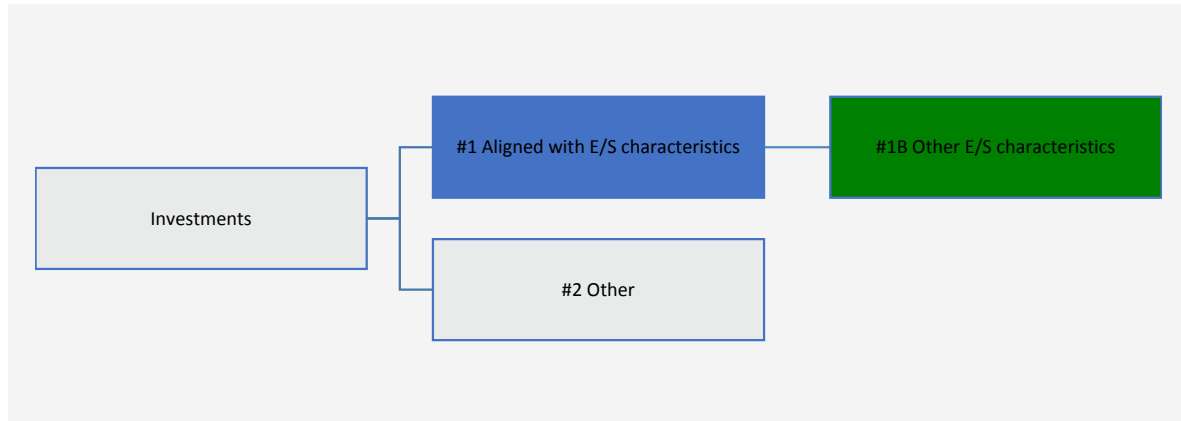 #1 Aligned with E/S characteristics
#1B Other E/S characteristics
Investments
#2 Other